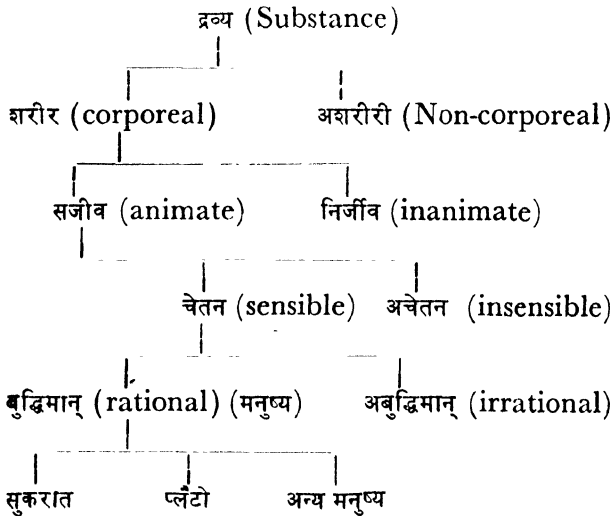 द्रव्य (Substance)
शरीर (corporeal) अशरीरी (Non-corporeal)
सजीव (animate) निर्जीव (inanimate)
चेतन (sensible) अचेतन (insensible)
बुद्धिमान् (rational) (मनुष्य) अबुद्धिमान् (irrational)
सुकरात प्लैटो अन्य मनुष्य